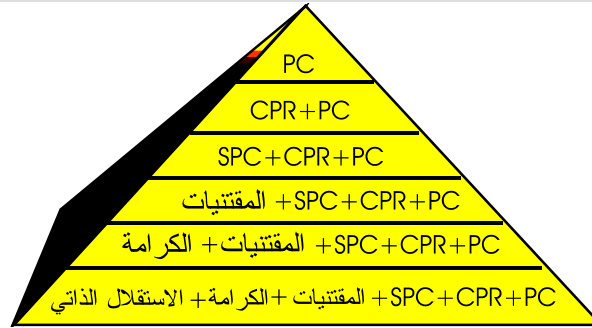 PC
CPR+PC
SPC+CPR+PC
المقتنيات +SPC+CPR+PC
الكرامة +المقتنيات +SPC+CPR+PC
الاستقلال الذاتي +الكرامة+ المقتنيات +SPC+CPR+PC